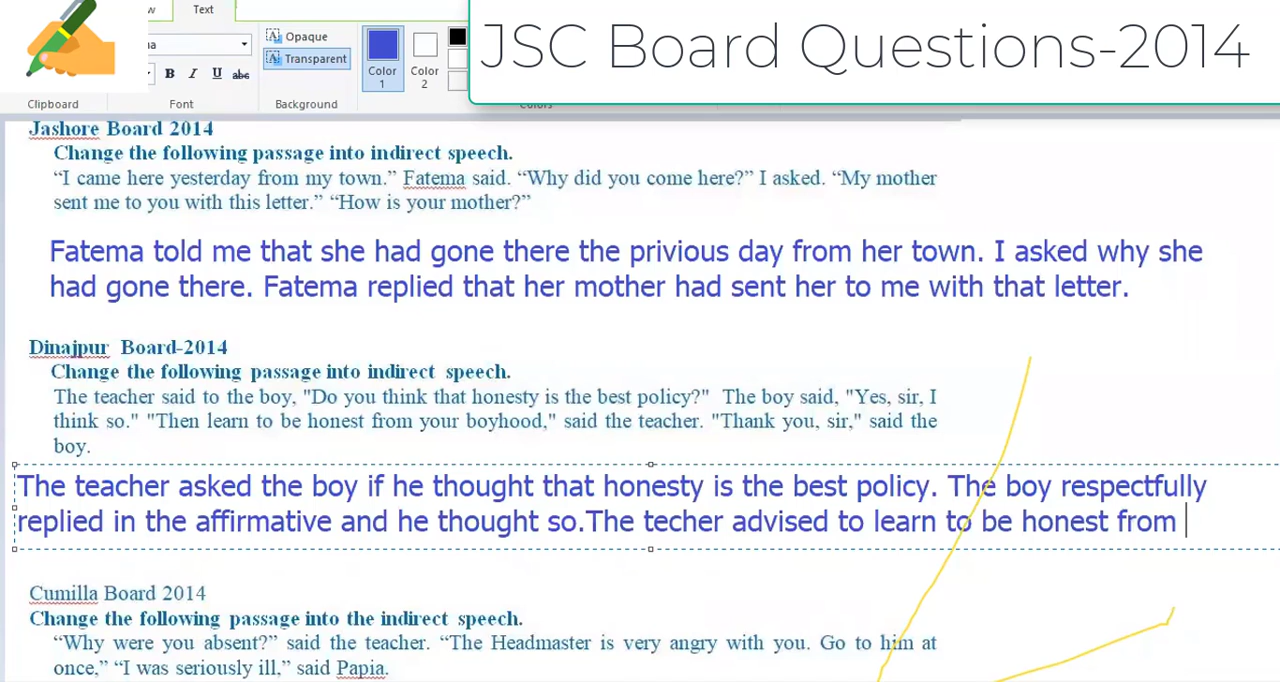 w
Text
JSC Board Questions-2014
a
Opaque
Transparent
B I U abc
Color 1
Color 2
Clipboard
Font
Background
Colors
Jashore Board 2014
Change the following passage into indirect speech.
“I came here yesterday from my town.” Fatema said. “Why did you come here?” I asked. “My mother
sent me to you with this letter.” “How is your mother?”
Fatema told me that she had gone there the privious day from her town. I asked why she
had gone there. Fatema replied that her mother had sent her to me with that letter.
Dinajpur Board-2014
Change the following passage into indirect speech.
The teacher said to the boy, "Do you think that honesty is the best policy?" The boy said, "Yes, sir, I
think so." "Then learn to be honest from your boyhood," said the teacher. "Thank you, sir," said the
boy.
The teacher asked the boy if he thought that honesty is the best policy. The boy respectfully
replied in the affirmative and he thought so.The techer advised to learn to be honest from
Cumilla Board 2014
Change the following passage into the indirect speech.
“Why were you absent?” said the teacher. “The Headmaster is very angry with you. Go to him at
once,” “I was seriously ill,” said Papia.